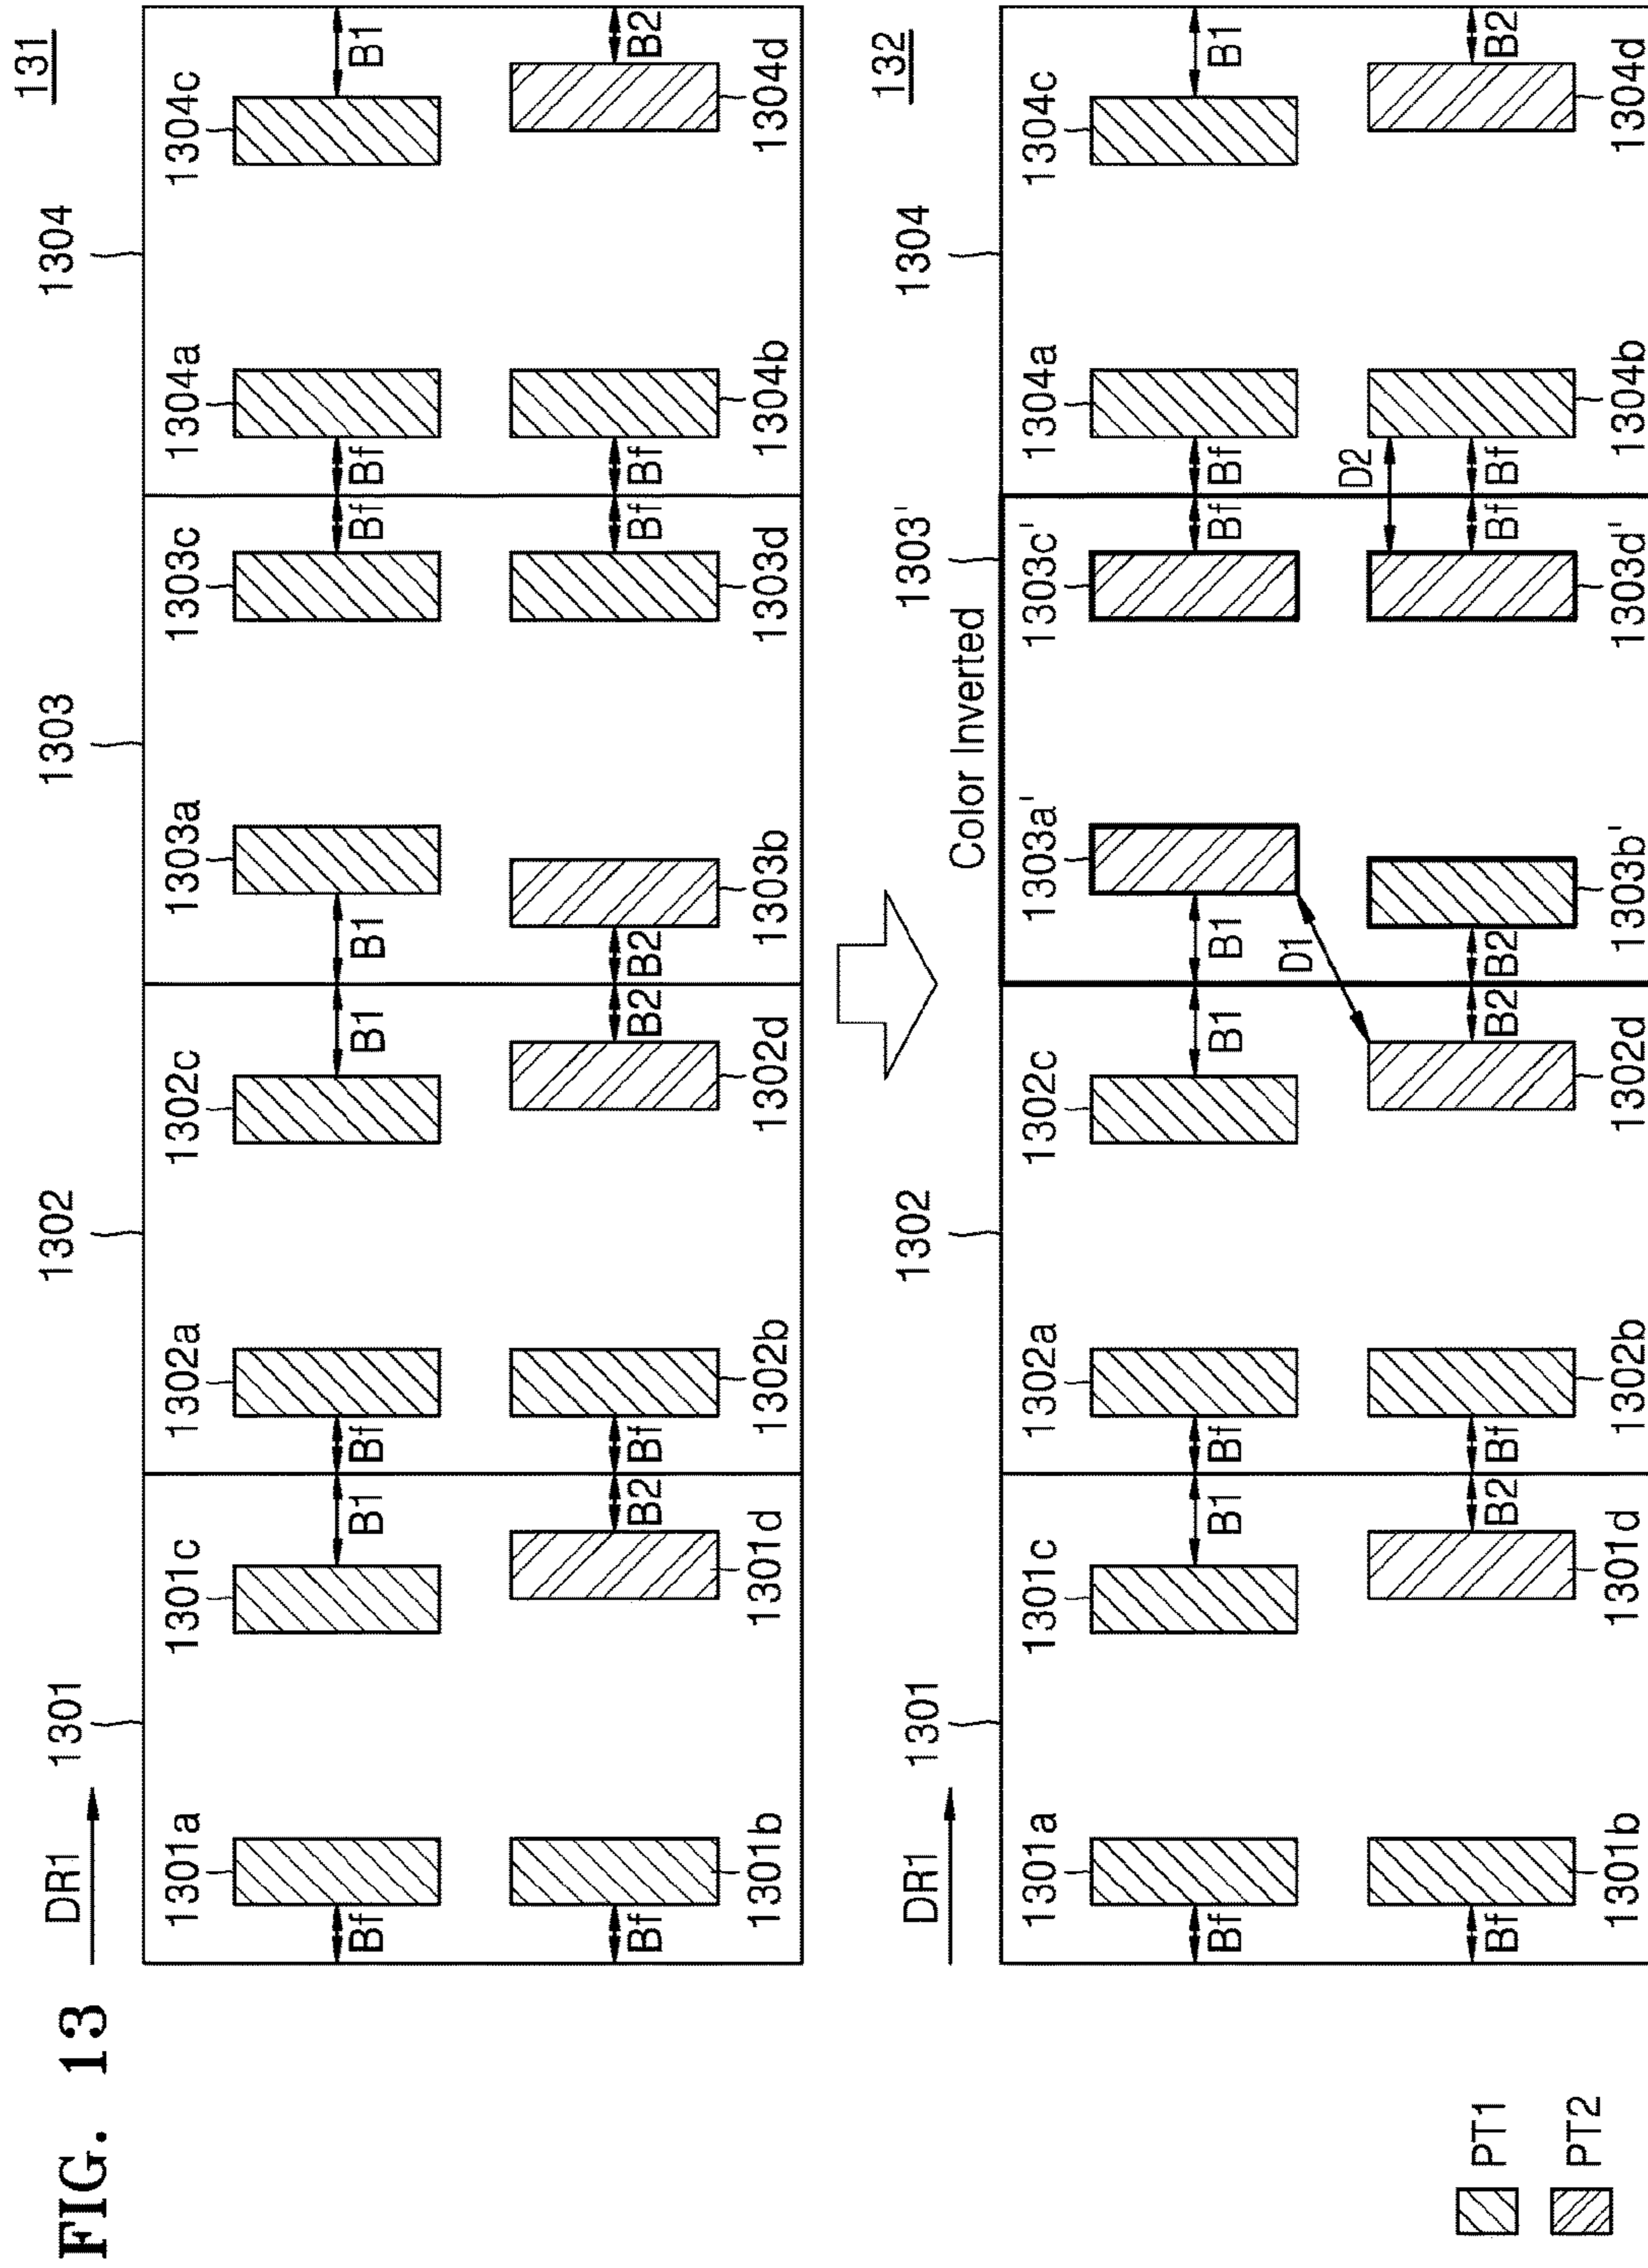 FIG. 13
131
DR1 1301 1302 1303 1304
1301a 1301c 1302a 1302c 1303a 1303c 1304a 1304c
Bf B1 Bf B1 B1 Bf Bf B1
Bf B2 Bf B2 B2 Bf Bf B2
1301b 1301d 1302b 1302d 1303b 1303d 1304b 1304d
132
DR1 1301 1302 1303' 1304
Color Inverted
1301a 1301c 1302a 1302c 1303a' 1303c' 1304a 1304c
Bf B1 Bf B1 B1 Bf Bf B1
D1 D2
Bf B2 Bf B2 B2 Bf Bf B2
1301b 1301d 1302b 1302d 1303b' 1303d' 1304b 1304d
PT1
PT2